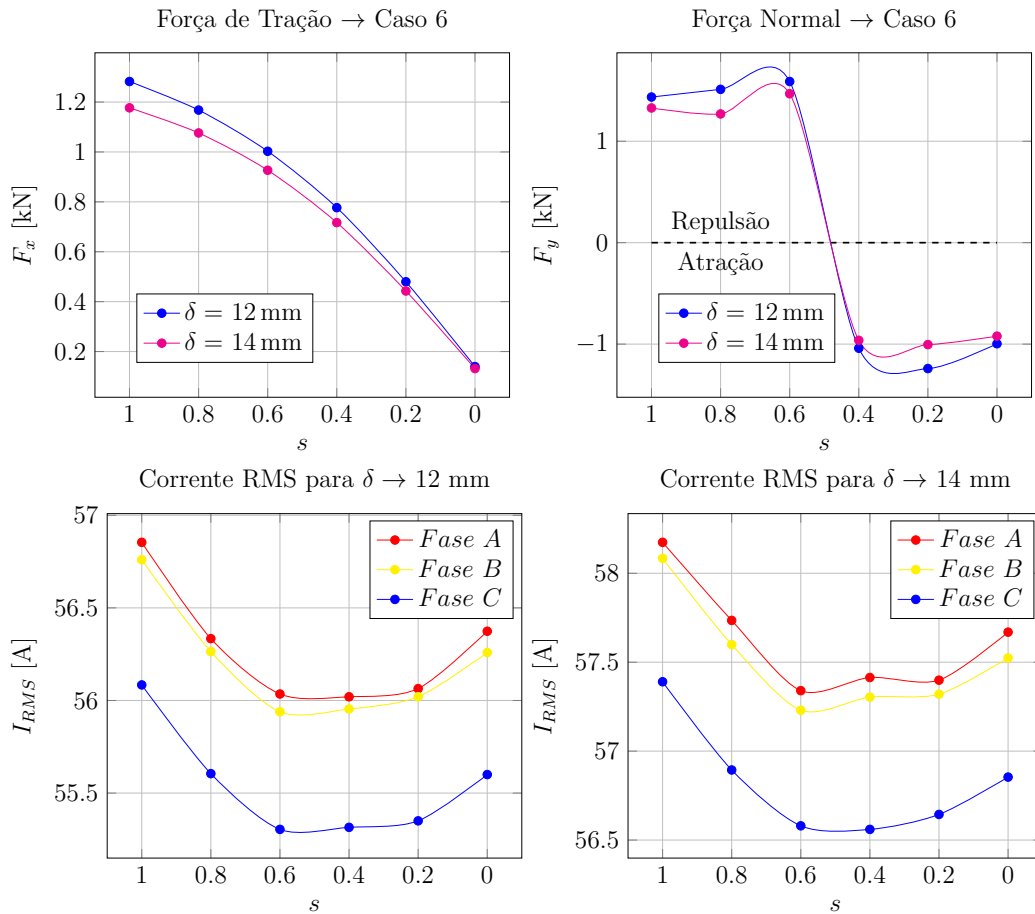 Força de Tração → Caso 6
1.2
1
0.8
0.6
0.4
0.2
F_x [kN]
δ = 12 mm
δ = 14 mm
1 0.8 0.6 0.4 0.2 0
s
Força Normal → Caso 6
1
0
−1
F_y [kN]
Repulsão
Atração
δ = 12 mm
δ = 14 mm
1 0.8 0.6 0.4 0.2 0
s
Corrente RMS para δ → 12 mm
57
56.5
56
55.5
I_RMS [A]
Fase A
Fase B
Fase C
1 0.8 0.6 0.4 0.2 0
s
Corrente RMS para δ → 14 mm
58
57.5
57
56.5
I_RMS [A]
Fase A
Fase B
Fase C
1 0.8 0.6 0.4 0.2 0
s